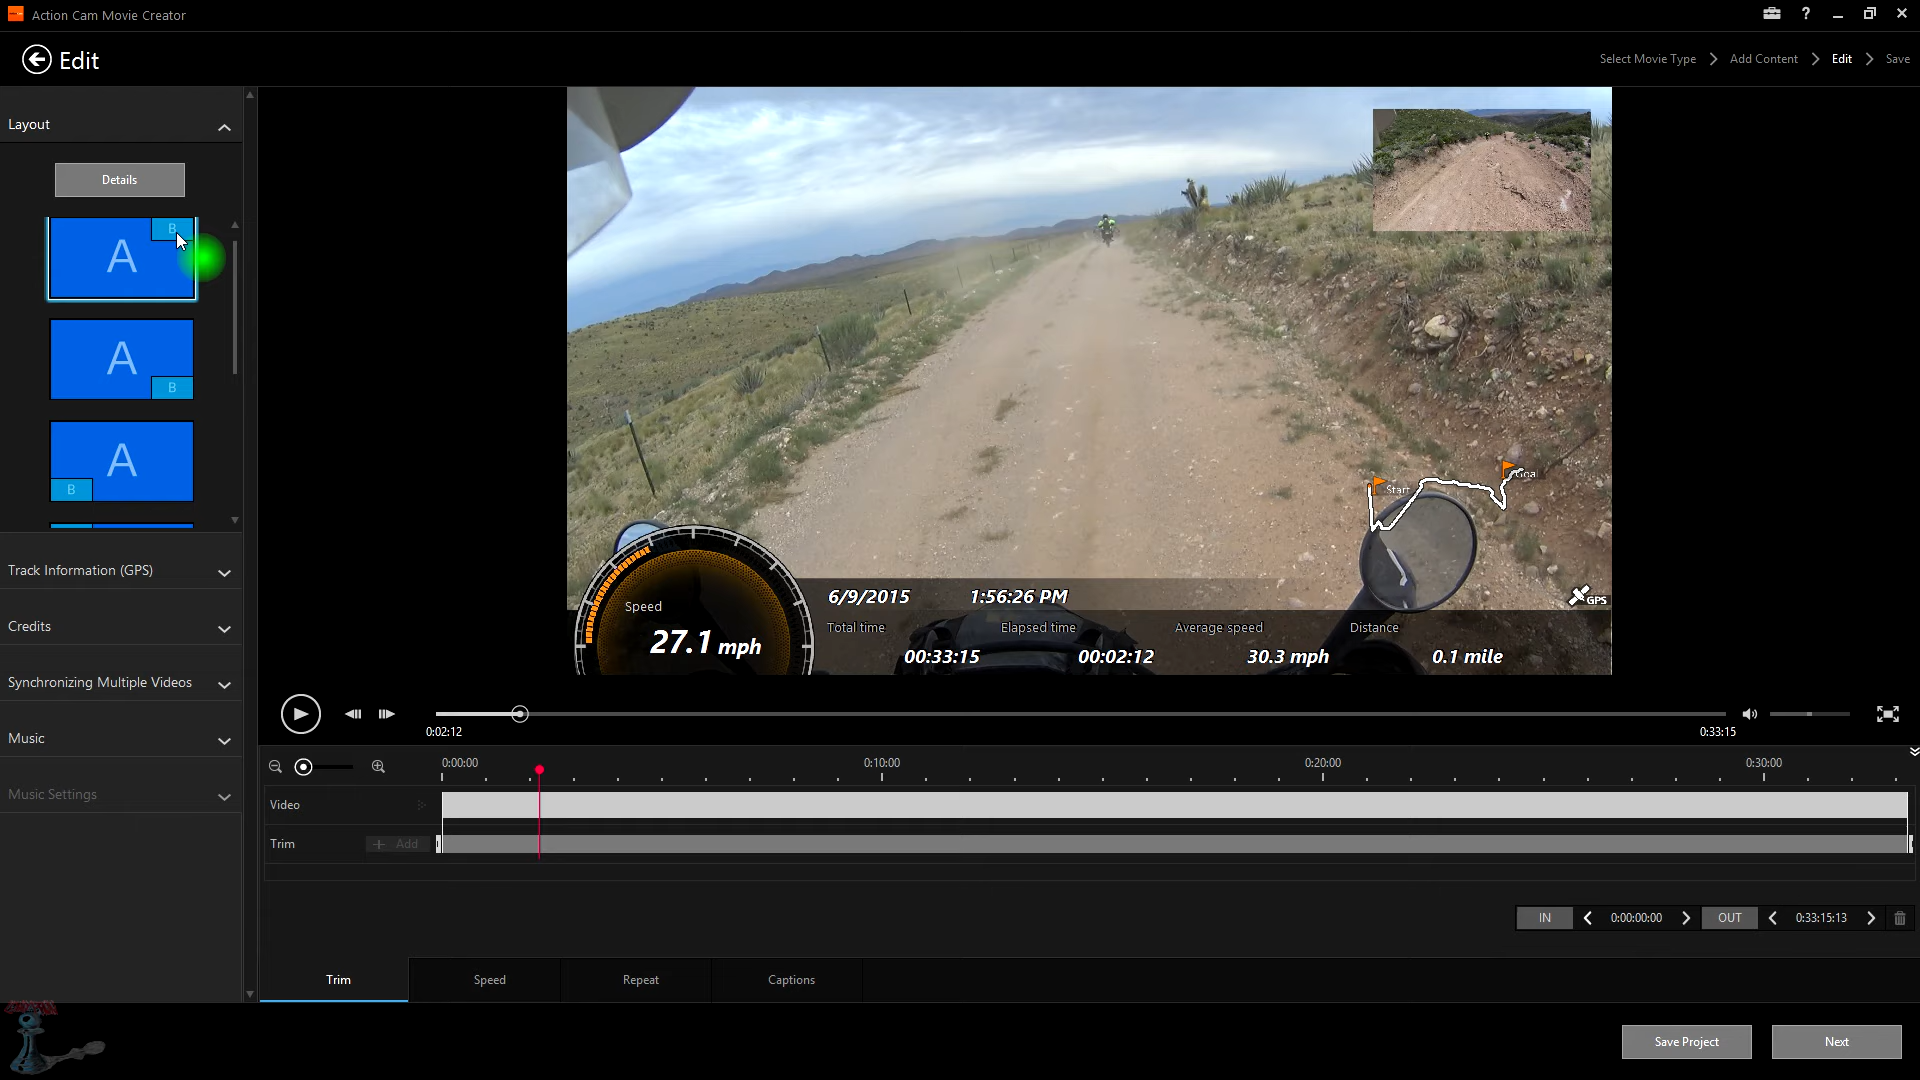 Action Cam Movie Creator
?
Edit
Select Movie Type
Add Content
Edit
Save
Layout
Details
A
B
A
B
A
B
Track Information (GPS)
Credits
Synchronizing Multiple Videos
Music
Music Settings
Start
Goal
GPS
Speed
27.1 mph
6/9/2015 1:56:26 PM
Total time Elapsed time Average speed Distance
00:33:15 00:02:12 30.3 mph 0.1 mile
0:02:12
0:33:15
0:00:00 0:10:00 0:20:00 0:30:00
Video
Trim + Add
IN 0:00:00:00 OUT 0:33:15:13
Trim Speed Repeat Captions
Save Project Next